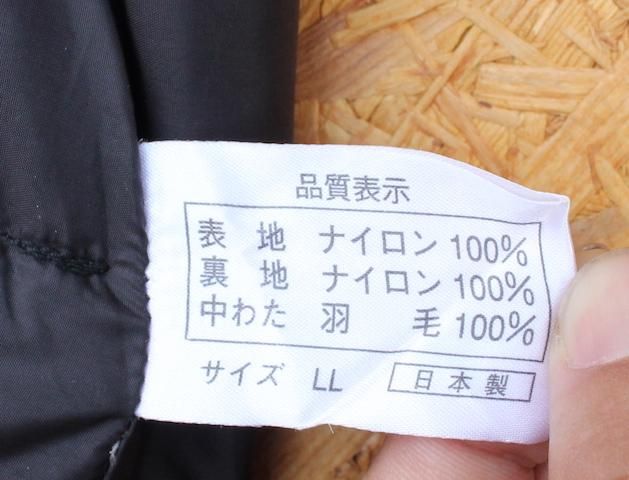 品質表示
表地 ナイロン 100%
裏地 ナイロン 100%
中わた 羽毛 100%
サイズ LL 日本製